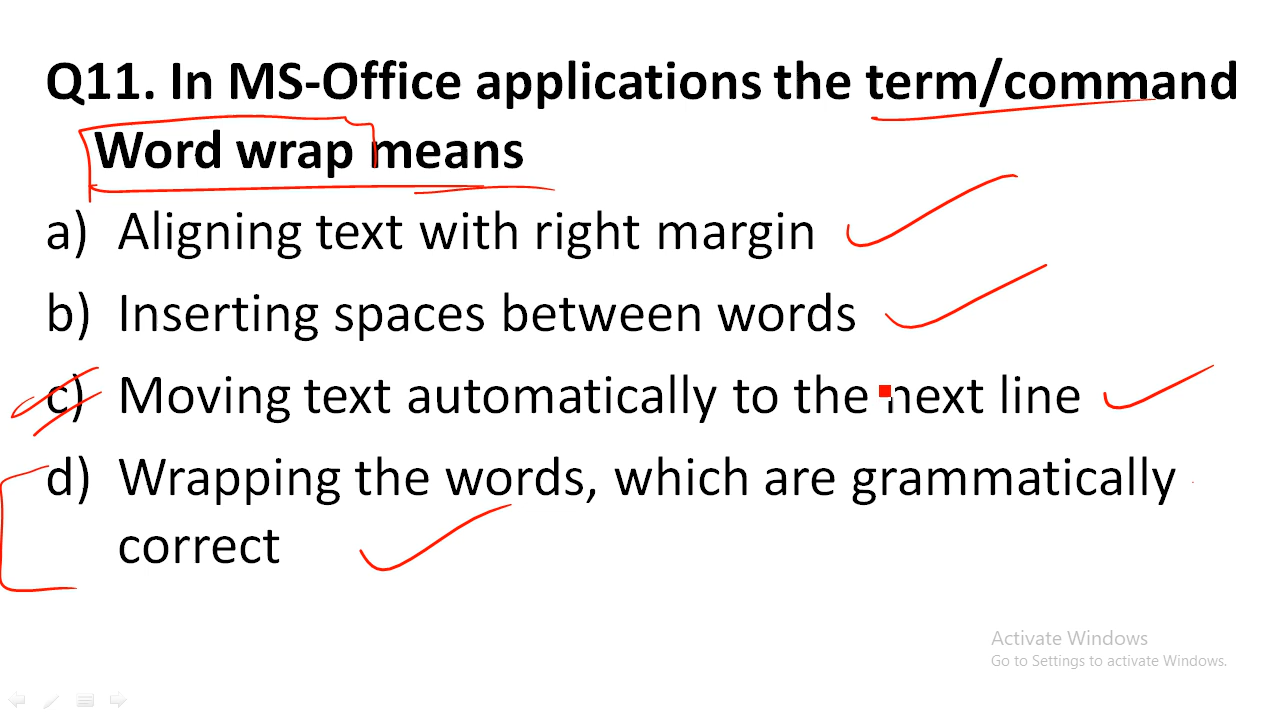 Q11. In MS-Office applications the term/command
Word wrap means
a) Aligning text with right margin
b) Inserting spaces between words
c) Moving text automatically to the next line
d) Wrapping the words, which are grammatically
correct
Activate Windows
Go to Settings to activate Windows.